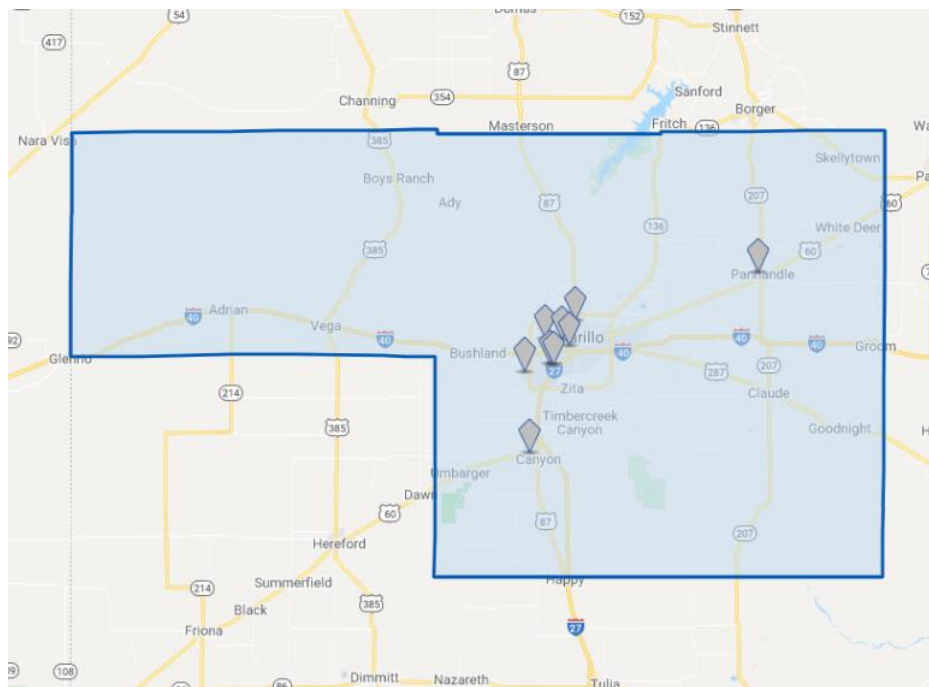 54
152
Stinnett
417
87
Sanford
Channing
354
Borger
Masterson
Fritch
136
Nara Visa
385
Skellytown
Boys Ranch
87
207
60
Ady
136
White Deer
385
60
Panhandle
Adrian
40
Vega
40
Bushland
40
40
40
Groom
27
287
207
Zita
214
Claude
Timbercreek
Canyon
385
Goodnight
Canyon
Umbarger
Dawn
60
87
207
Hereford
Summerfield
Happy
214
385
Black
Friona
27
108
Dimmitt
Nazareth
Tulia